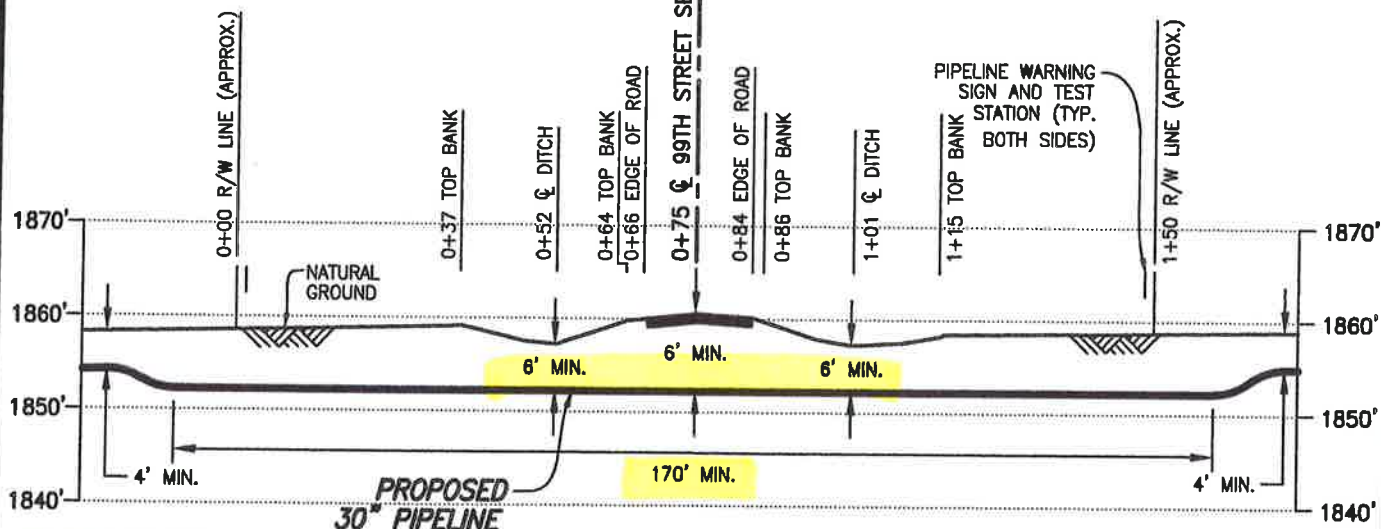 0+00 R/W LINE (APPROX.)
0+37 TOP BANK
0+52 ℄ DITCH
0+64 TOP BANK
0+66 EDGE OF ROAD
0+75 ℄ 99TH STREET
0+84 EDGE OF ROAD
0+86 TOP BANK
1+01 ℄ DITCH
1+15 TOP BANK
PIPELINE WARNING
SIGN AND TEST
STATION (TYP.
BOTH SIDES)
1+50 R/W LINE (APPROX.)
1870'
1870'
NATURAL
GROUND
1860'
1860'
6' MIN.
6' MIN.
6' MIN.
1850'
1850'
4' MIN.
170' MIN.
4' MIN.
PROPOSED
30" PIPELINE
1840'
1840'